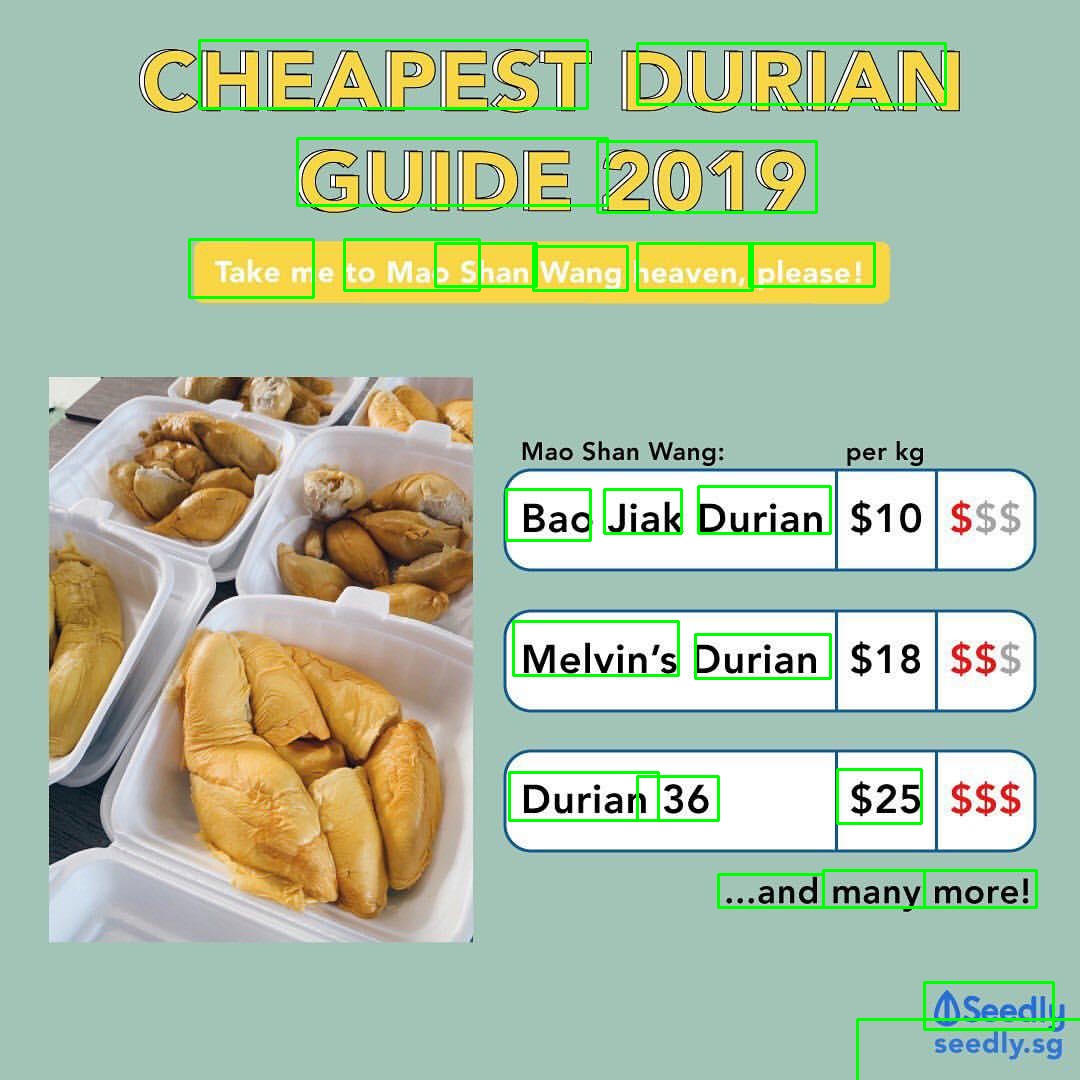 CHEAPEST DURIAN
GUIDE 2019
Take me to Mao Shan Wang heaven, please!
Mao Shan Wang: per kg
Bao Jiak Durian $10 $$$
Melvin's Durian $18 $$$
Durian 36 $25 $$$
...and many more!
Seedly
seedly.sg